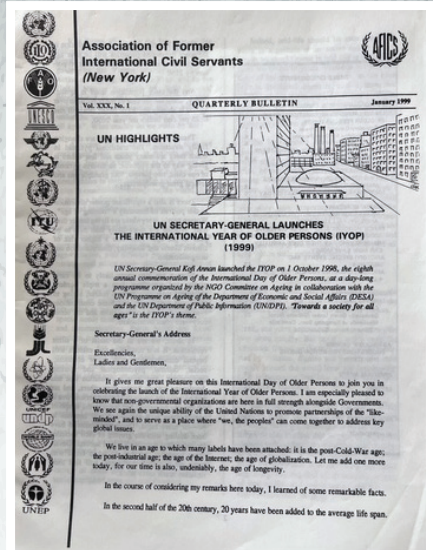 Association of Former
International Civil Servants
(New York)
AFICS
Vol. XXX, No. 1
QUARTERLY BULLETIN
January 1999
UN HIGHLIGHTS
UN SECRETARY-GENERAL LAUNCHES
THE INTERNATIONAL YEAR OF OLDER PERSONS (IYOP)
(1999)
UN Secretary-General Kofi Annan launched the IYOP on 1 October 1998, the eighth
annual commemoration of the International Day of Older Persons, at a day-long
programme organized by the NGO Committee on Ageing in collaboration with the
UN Programme on Ageing of the Department of Economic and Social Affairs (DESA)
and the UN Department of Public Information (UN/DPI). "Towards a society for all
ages" is the IYOP's theme.
Secretary-General's Address
Excellencies,
Ladies and Gentlemen,
It gives me great pleasure on this International Day of Older Persons to join you in
celebrating the launch of the International Year of Older Persons. I am especially pleased to
know that non-governmental organizations are here in full strength alongside Governments.
We see again the unique ability of the United Nations to promote partnerships of the "like-
minded", and to serve as a place where "we, the peoples" can come together to address key
global issues.
We live in an age to which many labels have been attached: it is the post-Cold-War age;
the post-industrial age; the age of the Internet; the age of globalization. Let me add one more
today, for our time is also, undeniably, the age of longevity.
In the course of considering my remarks here today, I learned of some remarkable facts.
In the second half of the 20th century, 20 years have been added to the average life span,
ILO
FAO
UNESCO
ITU
UNICEF
UNDP
UNEP